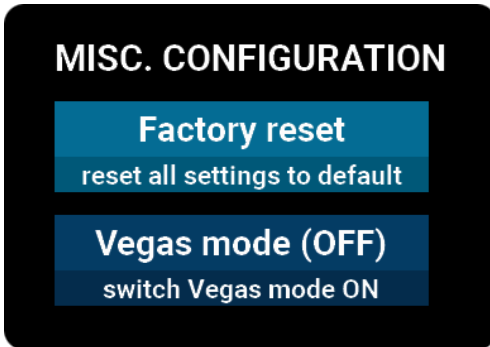 MISC. CONFIGURATION
Factory reset
reset all settings to default
Vegas mode (OFF)
switch Vegas mode ON